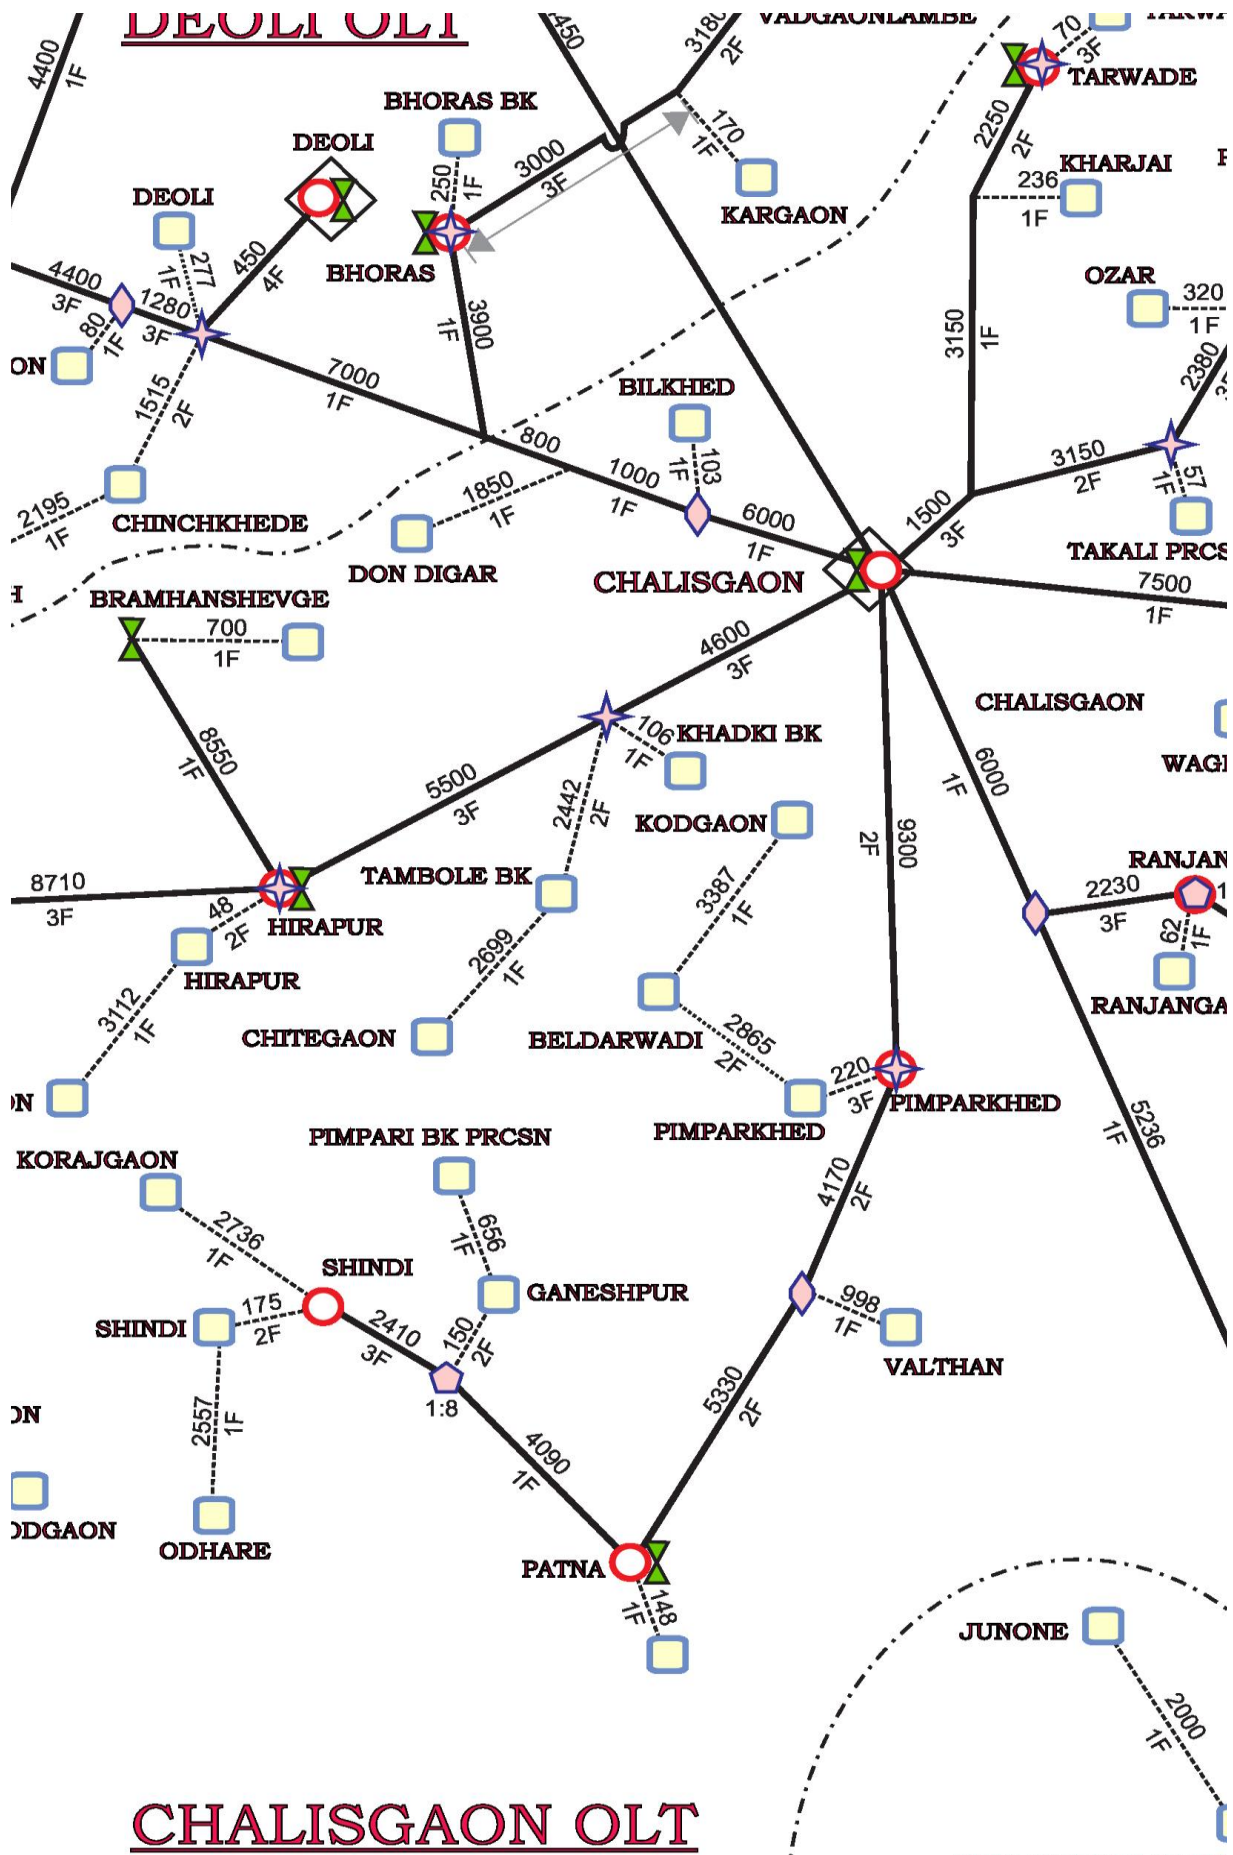 DEOLI OLT
4400
1F
2450
3180
2F
VADGAONLAMBE
70
3F
TARWADE
BHORAS BK
250
1F
3000
3F
170
1F
KARGAON
2250
2F
KHARJAI
236
1F
DEOLI
DEOLI
277
1F
450
4F
BHORAS
OZAR
320
1F
4400
3F
1280
3F
80
1F
ON
3900
1F
3150
1F
2380
7000
1F
1515
2F
BILKHED
103
1F
800
1000
1F
1850
1F
3150
2F
57
1F
2195
1F
CHINCHKHEDE
6000
1F
1500
3F
DON DIGAR
CHALISGAON
TAKALI PRCS
7500
1F
H
BRAMHANSHEVGE
700
1F
4600
3F
CHALISGAON
8550
1F
106
1F
KHADKI BK
WAG
5500
3F
2442
2F
6000
1F
KODGAON
9300
2F
8710
3F
TAMBOLE BK
RANJAN
2230
3F
1
48
2F
HIRAPUR
3387
1F
62
1F
HIRAPUR
2699
1F
RANJANGA
3112
1F
CHITEGAON
BELDARWADI
2865
2F
220
3F
PIMPARKHED
ON
PIMPARKHED
5236
1F
PIMPARI BK PRCSN
KORAJGAON
4170
2F
2736
1F
656
1F
SHINDI
GANESHPUR
998
1F
SHINDI
175
2F
2410
3F
150
2F
VALTHAN
1:8
2557
1F
5330
2F
ON
4090
1F
ODGAON
ODHARE
PATNA
148
1F
JUNONE
2000
1F
CHALISGAON OLT